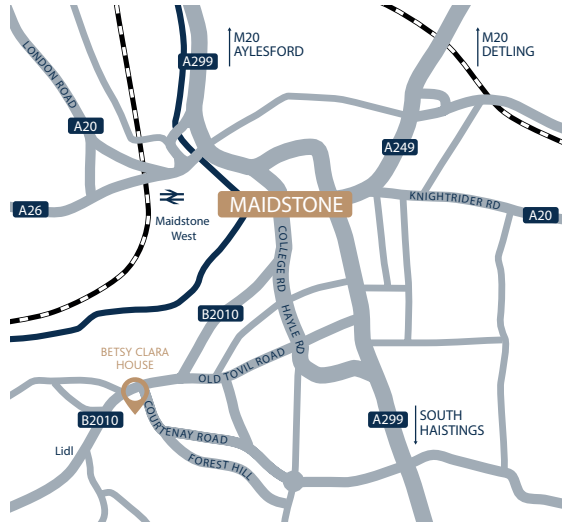 M20
AYLESFORD
M20
DETLING
A299
LONDON ROAD
A20
A249
A26
Maidstone
West
MAIDSTONE
KNIGHTRIDER RD
A20
COLLEGE RD
B2010
HAYLE RD
BETSY CLARA
HOUSE
OLD TOVIL ROAD
B2010
COURTENAY ROAD
A299
SOUTH
HAISTINGS
Lidl
FOREST HILL